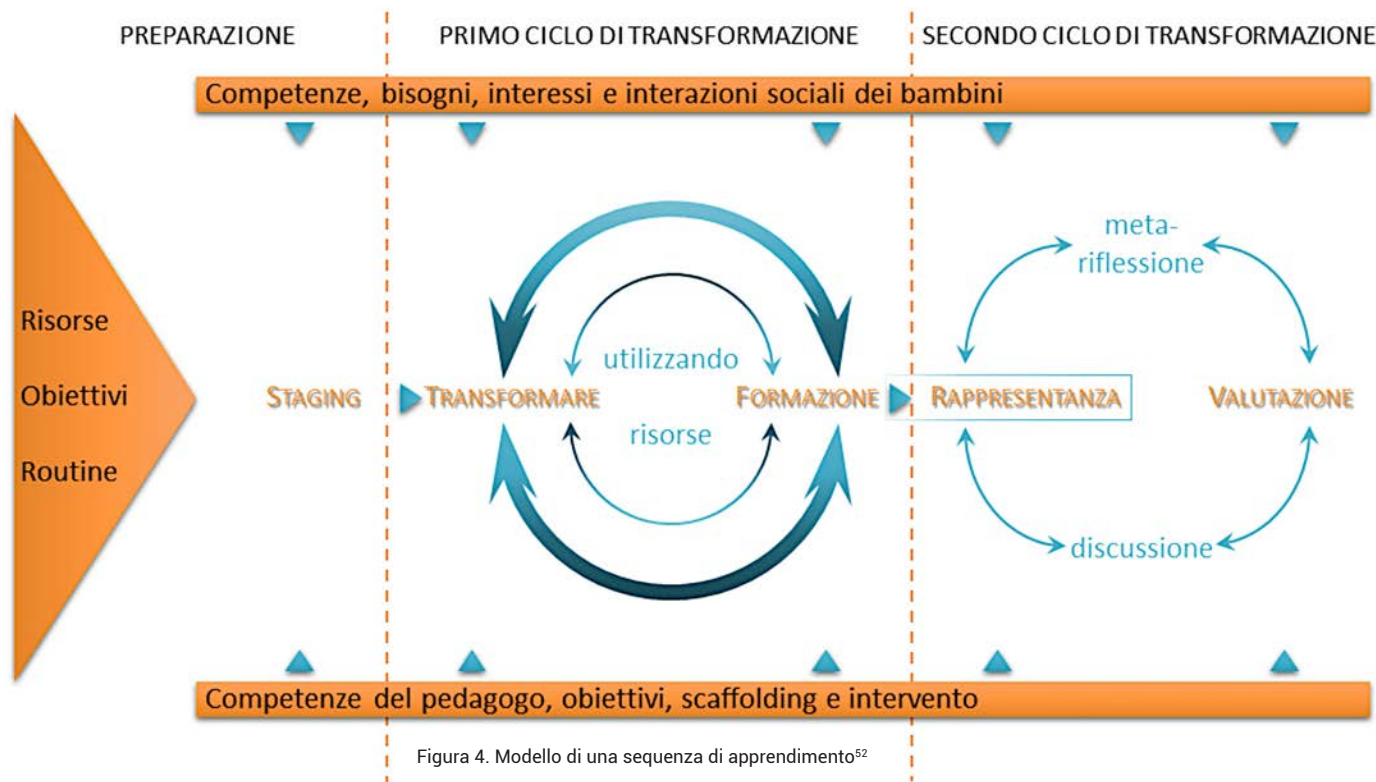 PREPARAZIONE
PRIMO CICLO DI TRANSFORMAZIONE
SECONDO CICLO DI TRANSFORMAZIONE
Competenze, bisogni, interessi e interazioni sociali dei bambini
Risorse
Obiettivi
Routine
STAGING
TRANSFORMARE
utilizzando
risorse
FORMAZIONE
RAPPRESENTANZA
meta-
riflessione
discussione
VALUTAZIONE
Competenze del pedagogo, obiettivi, scaffolding e intervento
Figura 4. Modello di una sequenza di apprendimento⁵²